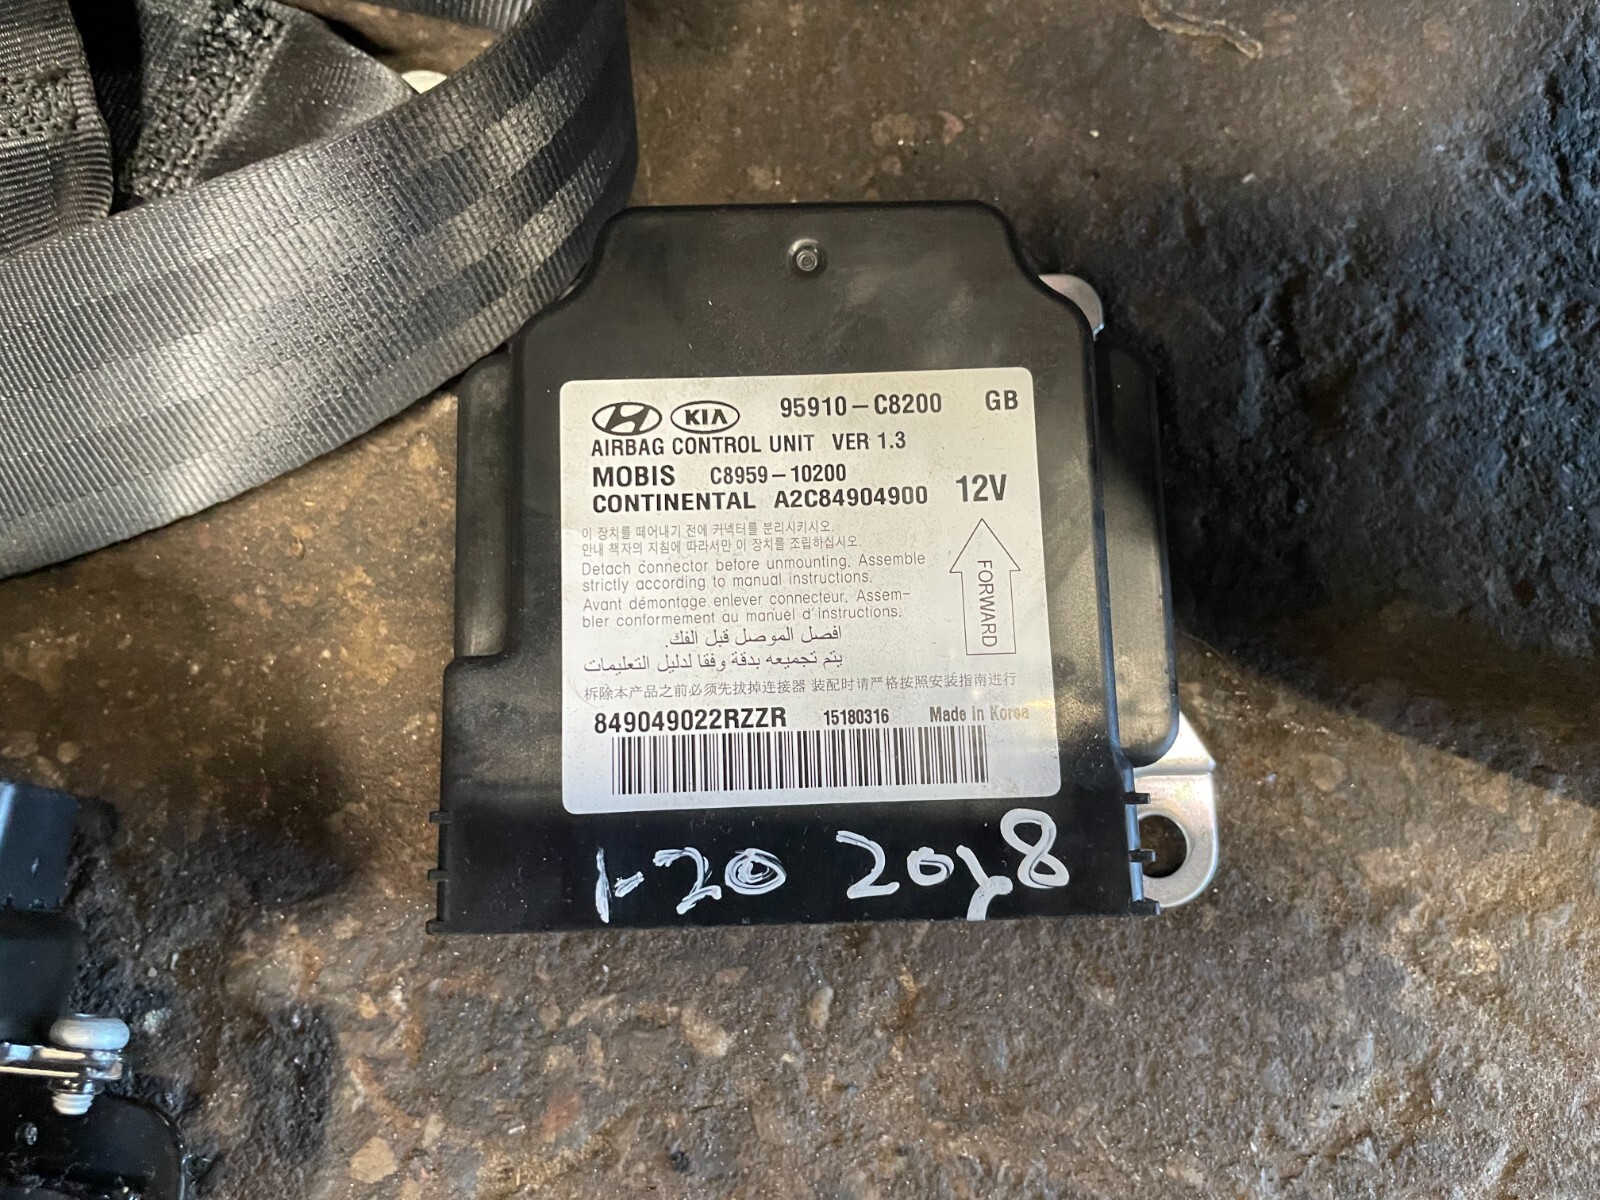 KIA 95910-C8200 GB
AIRBAG CONTROL UNIT VER 1.3
MOBIS C8959-10200
CONTINENTAL A2C84904900 12V
이 장치를 떼어내기 전에 커넥터를 분리시키시오.
안내 책자의 지침에 따라서만 이 장치를 조립하십시오.
Detach connector before unmounting. Assemble
strictly according to manual instructions.
Avant démontage enlever connecteur. Assem-
bler conformement au manuel d'instructions.
FORWARD
افصل الموصل قبل الفك.
يتم تجميعه بدقة وفقا لدليل التعليمات
拆除本产品之前必须先拔掉连接器 装配时请严格按照安装指南进行
849049022RZZR 15180316 Made in Korea
1-20 2018